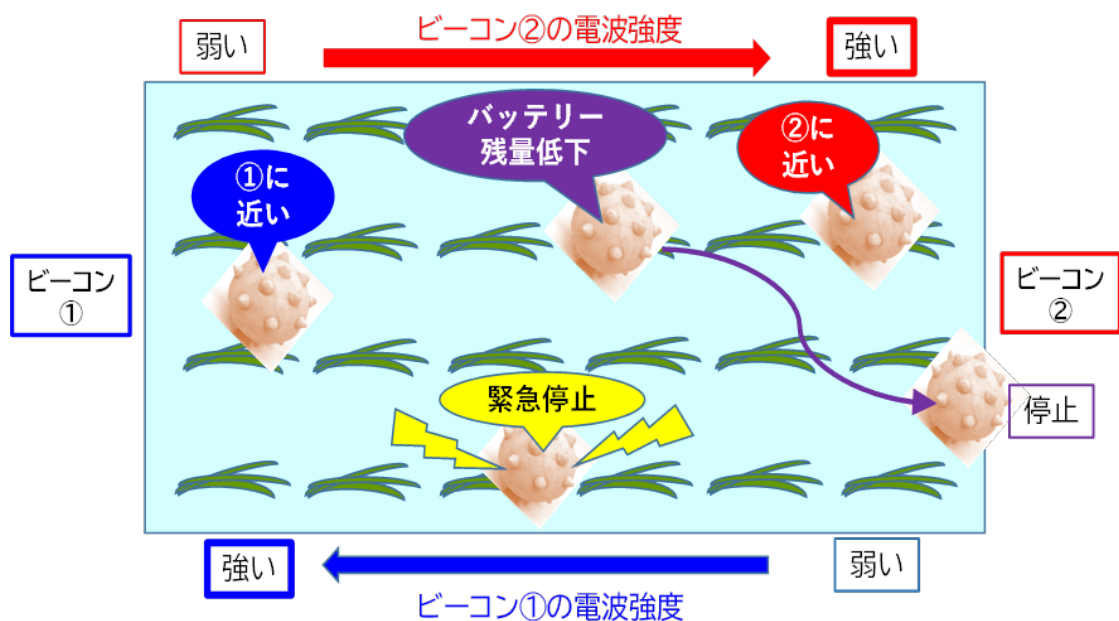 ビーコン②の電波強度
弱い
強い
バッテリー
残量低下
②に
近い
①に
近い
ビーコン
①
ビーコン
②
緊急停止
停止
強い
弱い
ビーコン①の電波強度